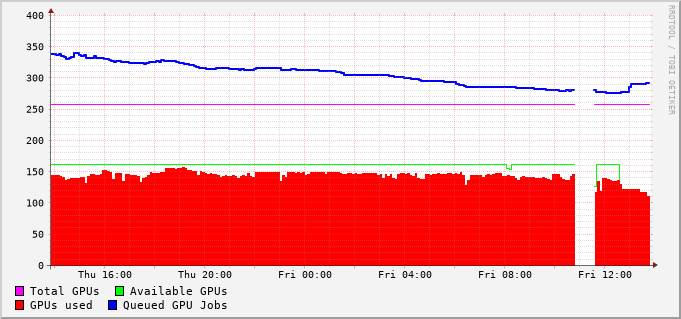 400
350
300
250
200
150
100
50
0
Thu 16:00 Thu 20:00 Fri 00:00 Fri 04:00 Fri 08:00 Fri 12:00
Total GPUs Available GPUs
GPUs used Queued GPU Jobs
RRDTOOL / TOBI OETIKER